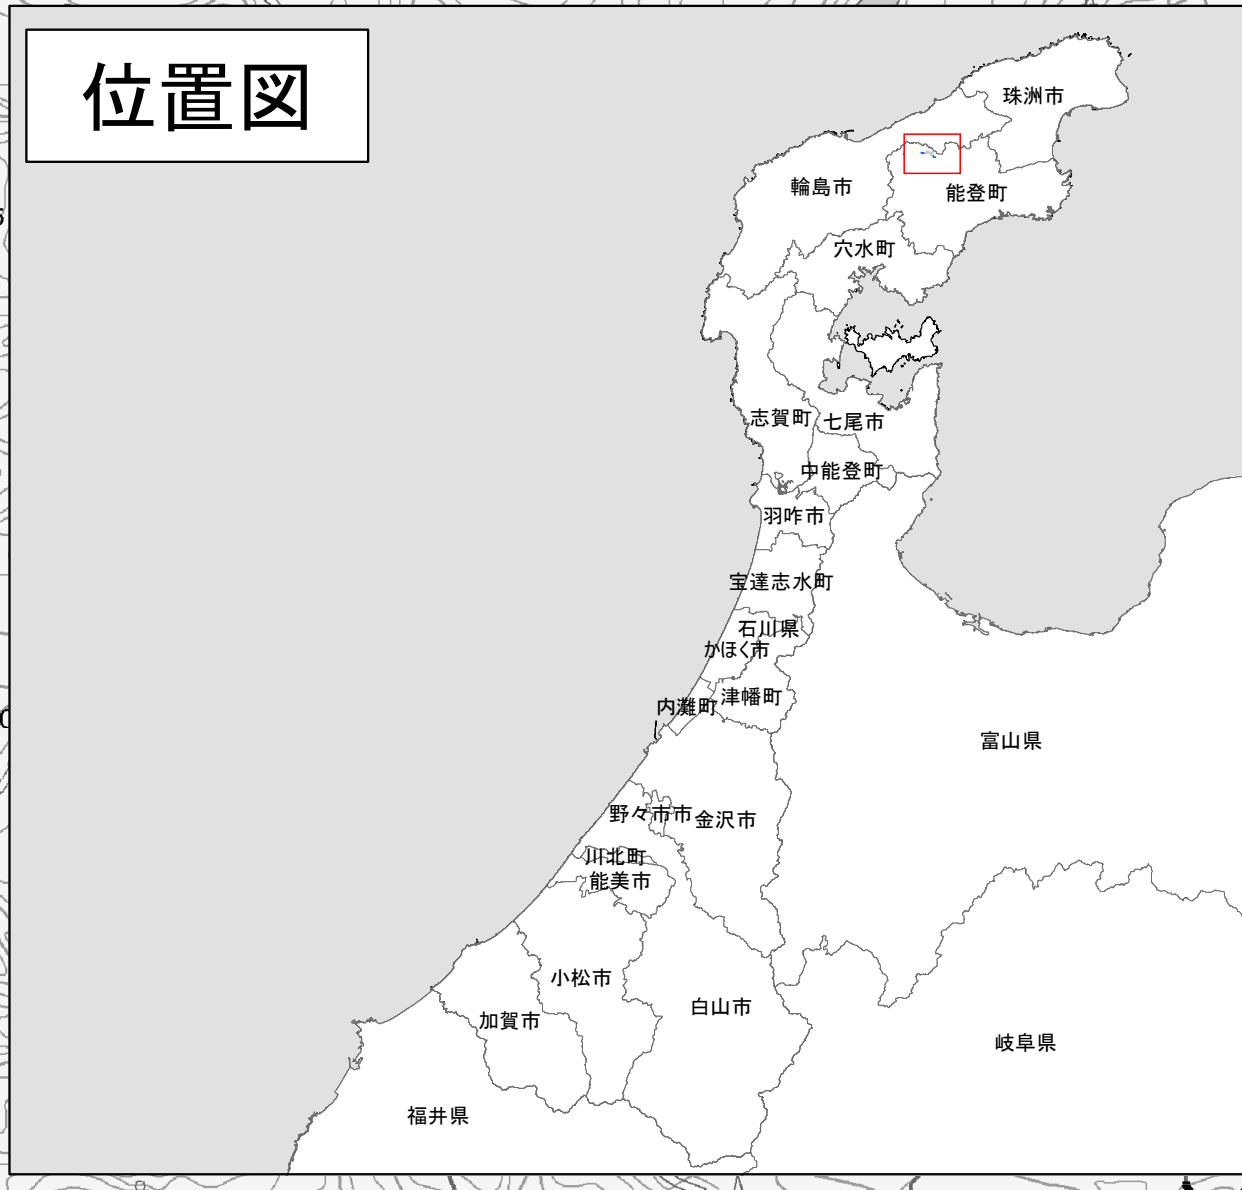 位置図
珠洲市
輪島市
能登町
穴水町
志賀町
七尾市
中能登町
羽咋市
宝達志水町
石川県
かほく市
津幡町
内灘町
富山県
野々市市
金沢市
川北町
能美市
小松市
白山市
加賀市
岐阜県
福井県